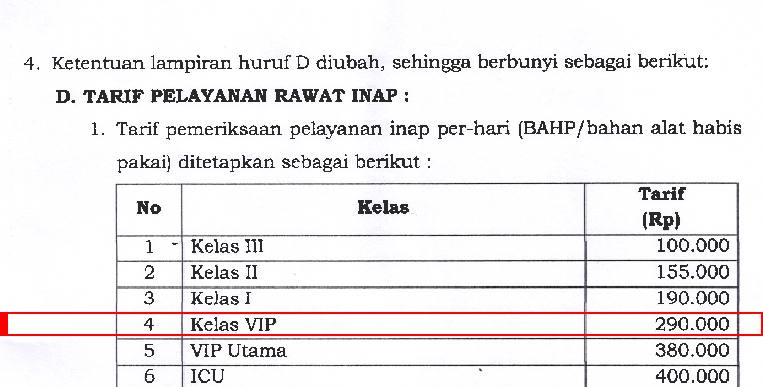 4. Ketentuan lampiran huruf D diubah, sehingga berbunyi sebagai berikut:
D. TARIF PELAYANAN RAWAT INAP :
1. Tarif pemeriksaan pelayanan inap per-hari (BAHP/bahan alat habis
pakai) ditetapkan sebagai berikut :
No Kelas Tarif (Rp)
1 Kelas III 100.000
2 Kelas II 155.000
3 Kelas I 190.000
4 Kelas VIP 290.000
5 VIP Utama 380.000
6 ICU 400.000